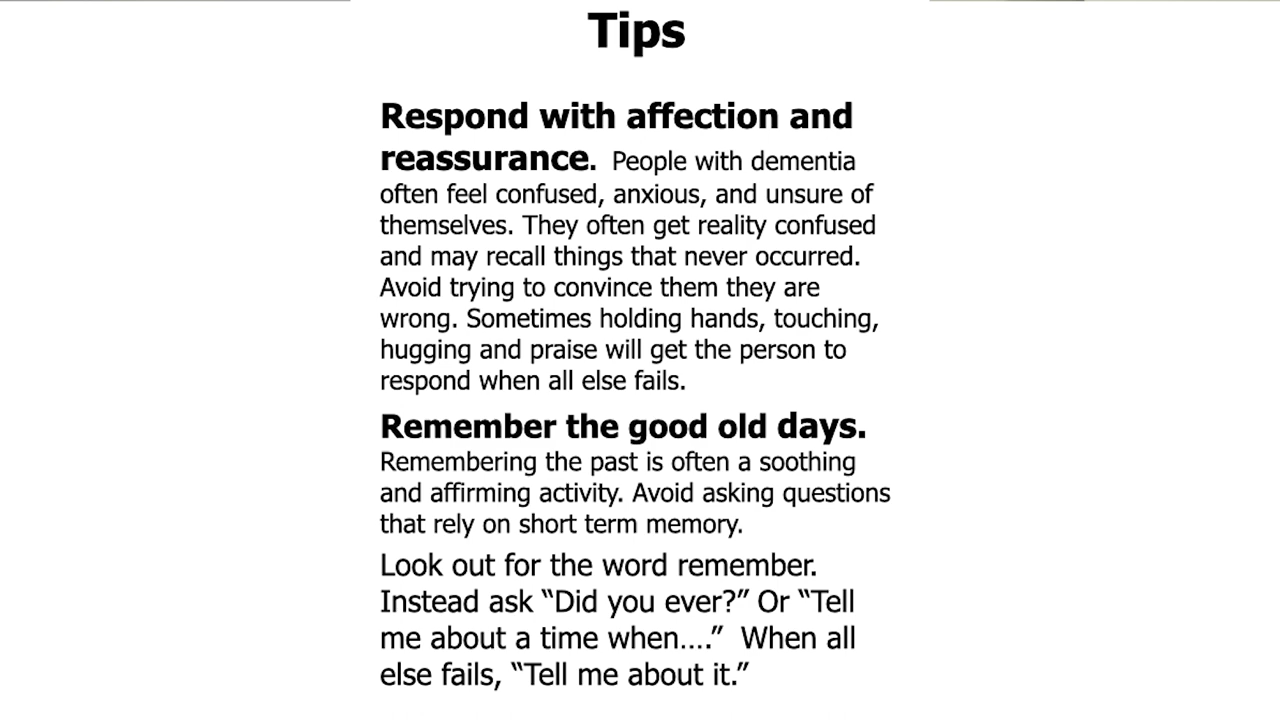 Tips
Respond with affection and
reassurance. People with dementia
often feel confused, anxious, and unsure of
themselves. They often get reality confused
and may recall things that never occurred.
Avoid trying to convince them they are
wrong. Sometimes holding hands, touching,
hugging and praise will get the person to
respond when all else fails.
Remember the good old days.
Remembering the past is often a soothing
and affirming activity. Avoid asking questions
that rely on short term memory.
Look out for the word remember.
Instead ask “Did you ever?” Or “Tell
me about a time when....” When all
else fails, “Tell me about it.”